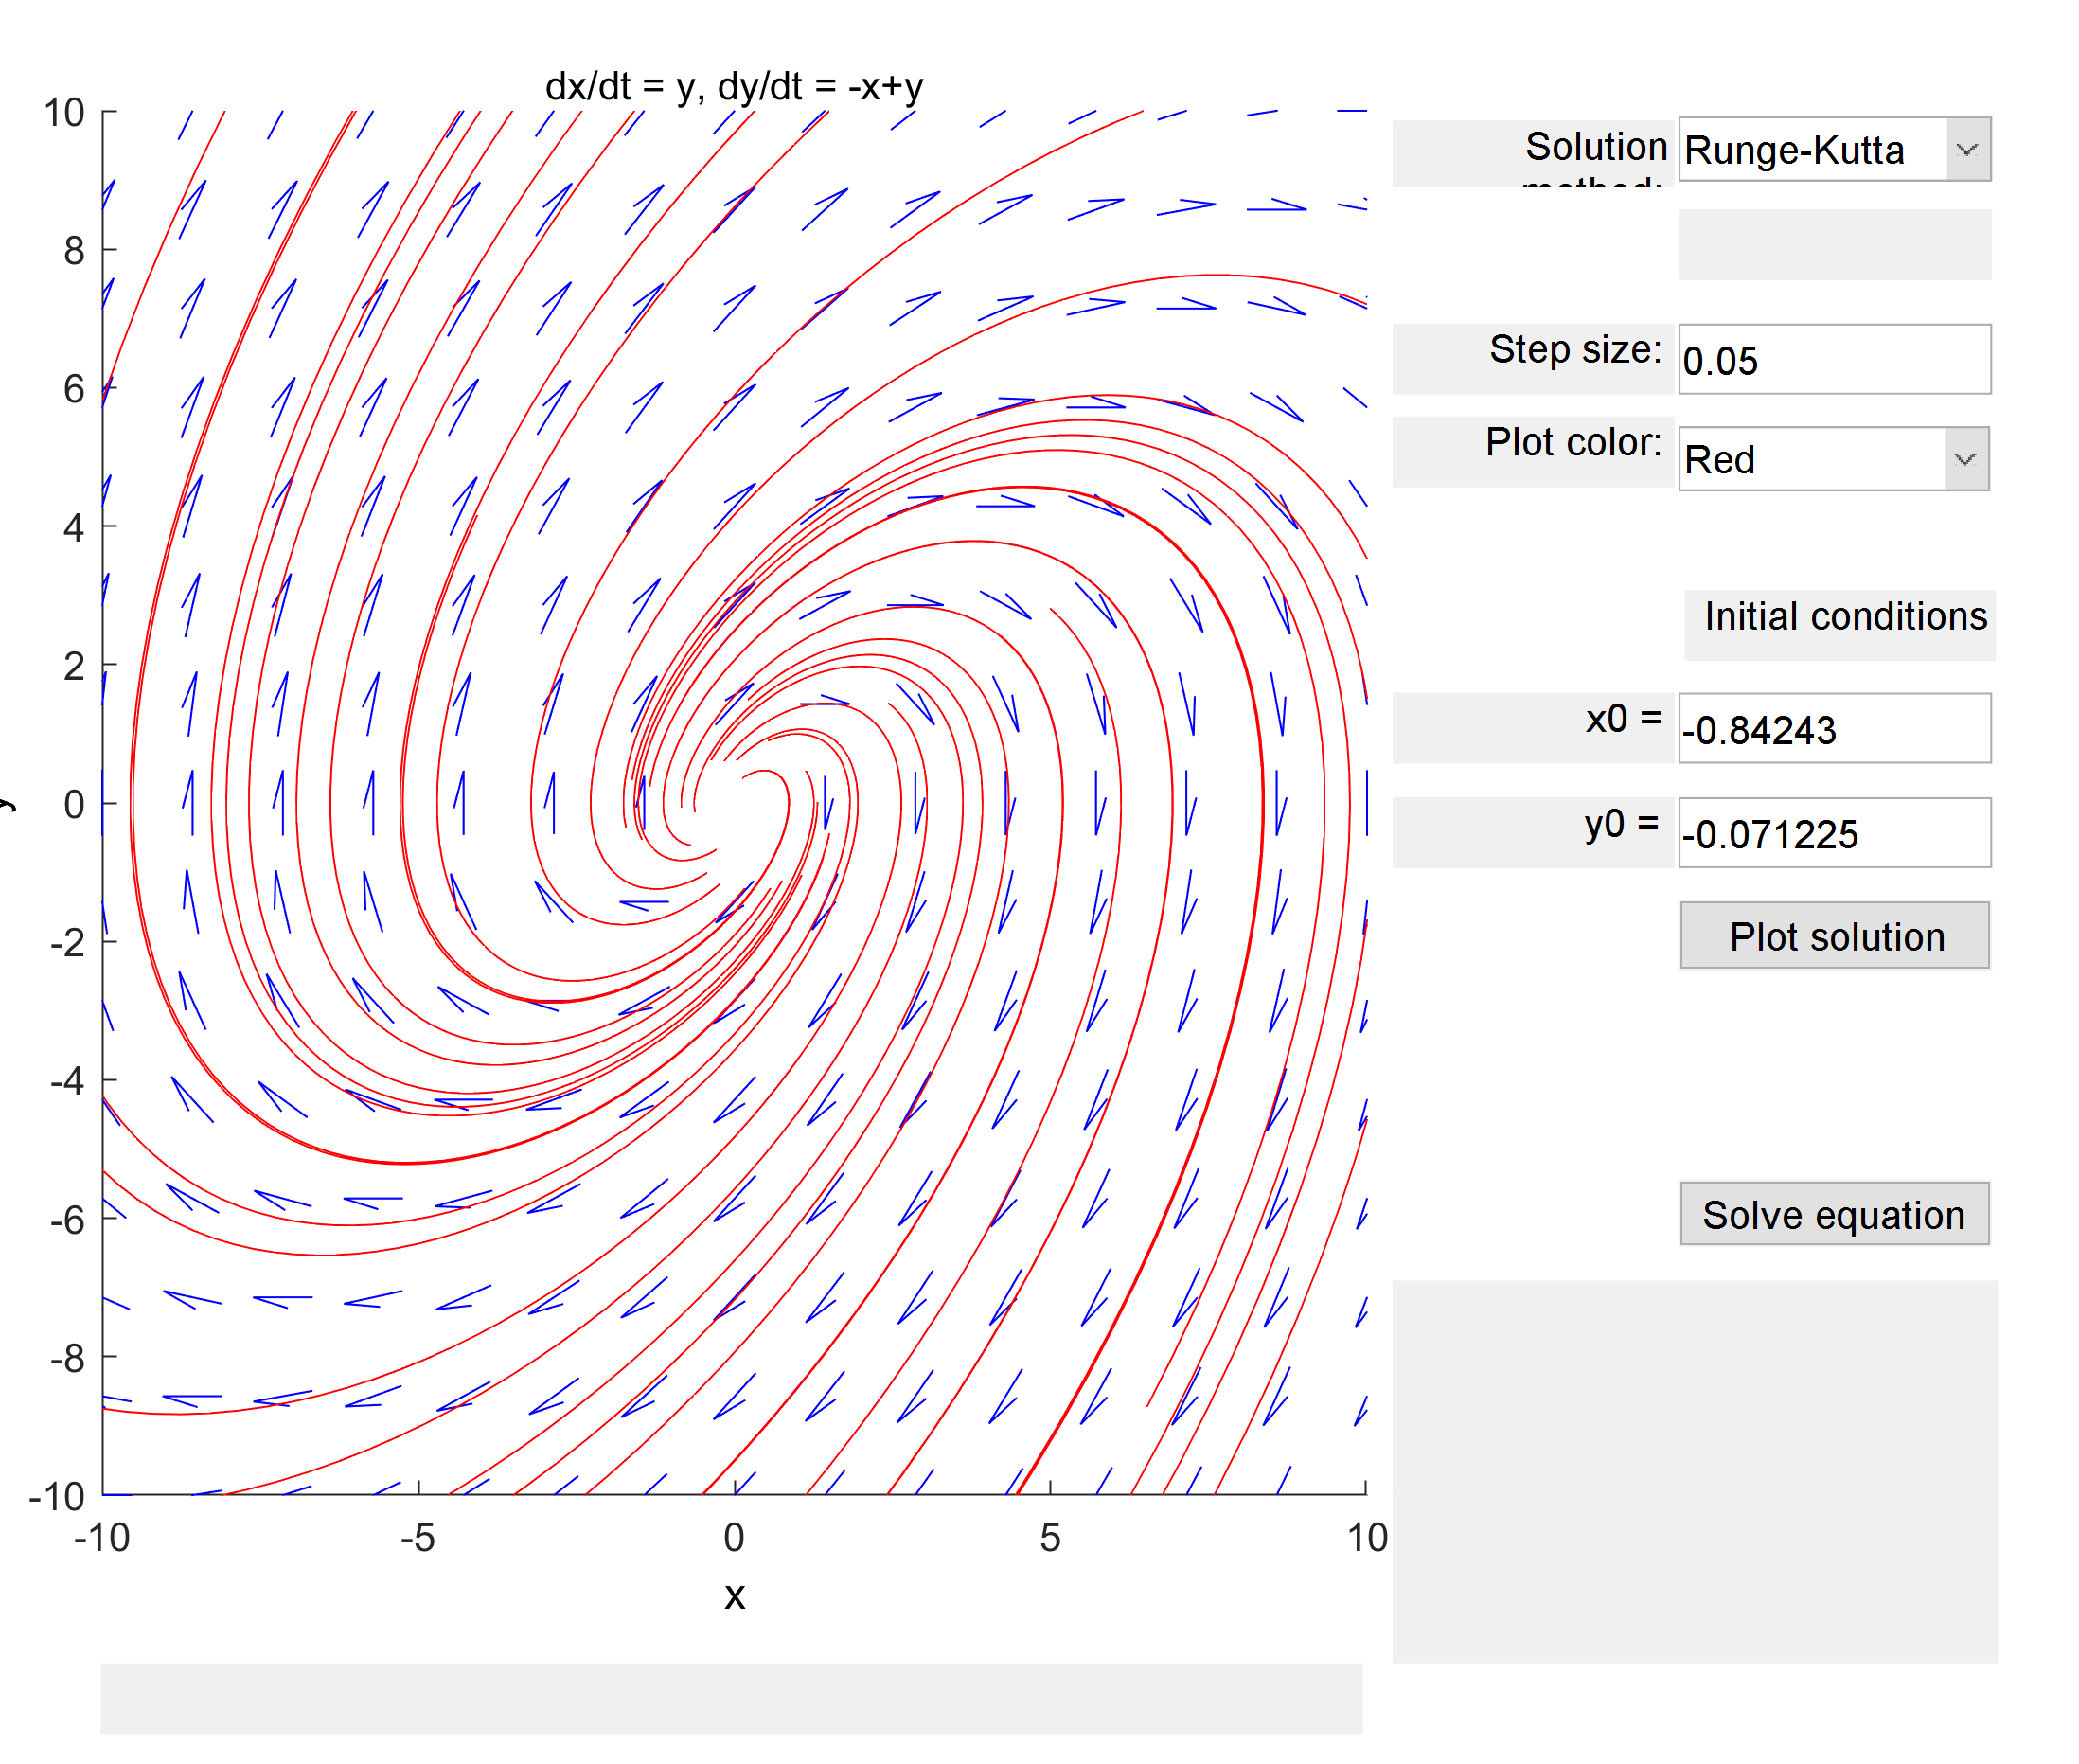 dx/dt = y, dy/dt = -x+y
10
8
6
4
2
0
-2
-4
-6
-8
-10
-10
-5
0
5
10
x
y
Solution
method:
Runge-Kutta
Step size:
0.05
Plot color:
Red
Initial conditions
x0 =
-0.84243
y0 =
-0.071225
Plot solution
Solve equation